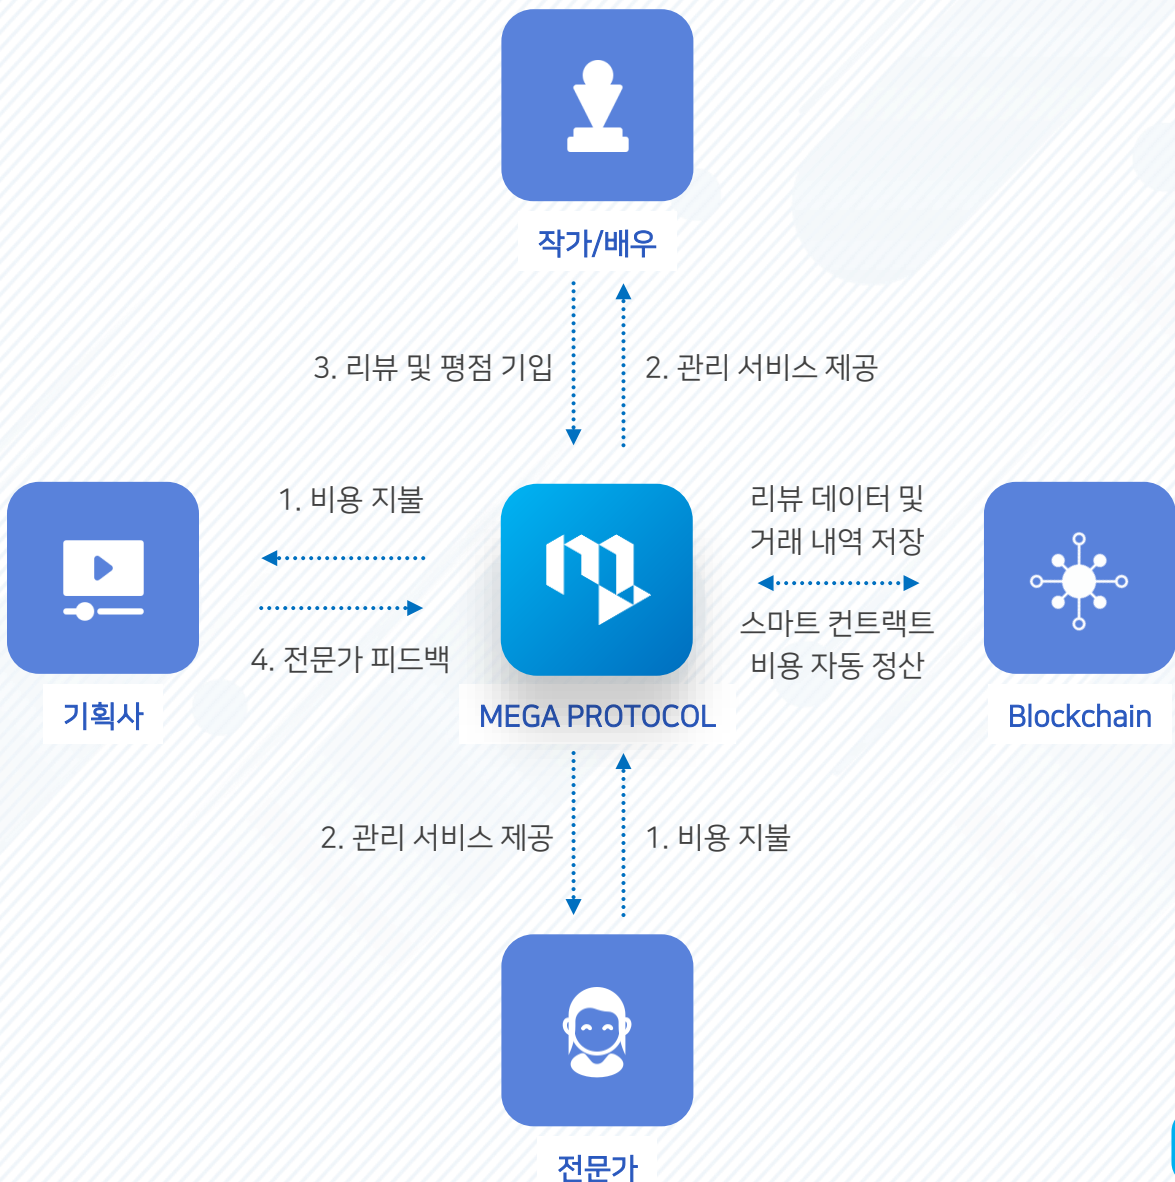 작가/배우
3. 리뷰 및 평점 기입
2. 관리 서비스 제공
1. 비용 지불
4. 전문가 피드백
기획사
MEGA PROTOCOL
리뷰 데이터 및
거래 내역 저장
스마트 컨트랙트
비용 자동 정산
Blockchain
2. 관리 서비스 제공
1. 비용 지불
전문가